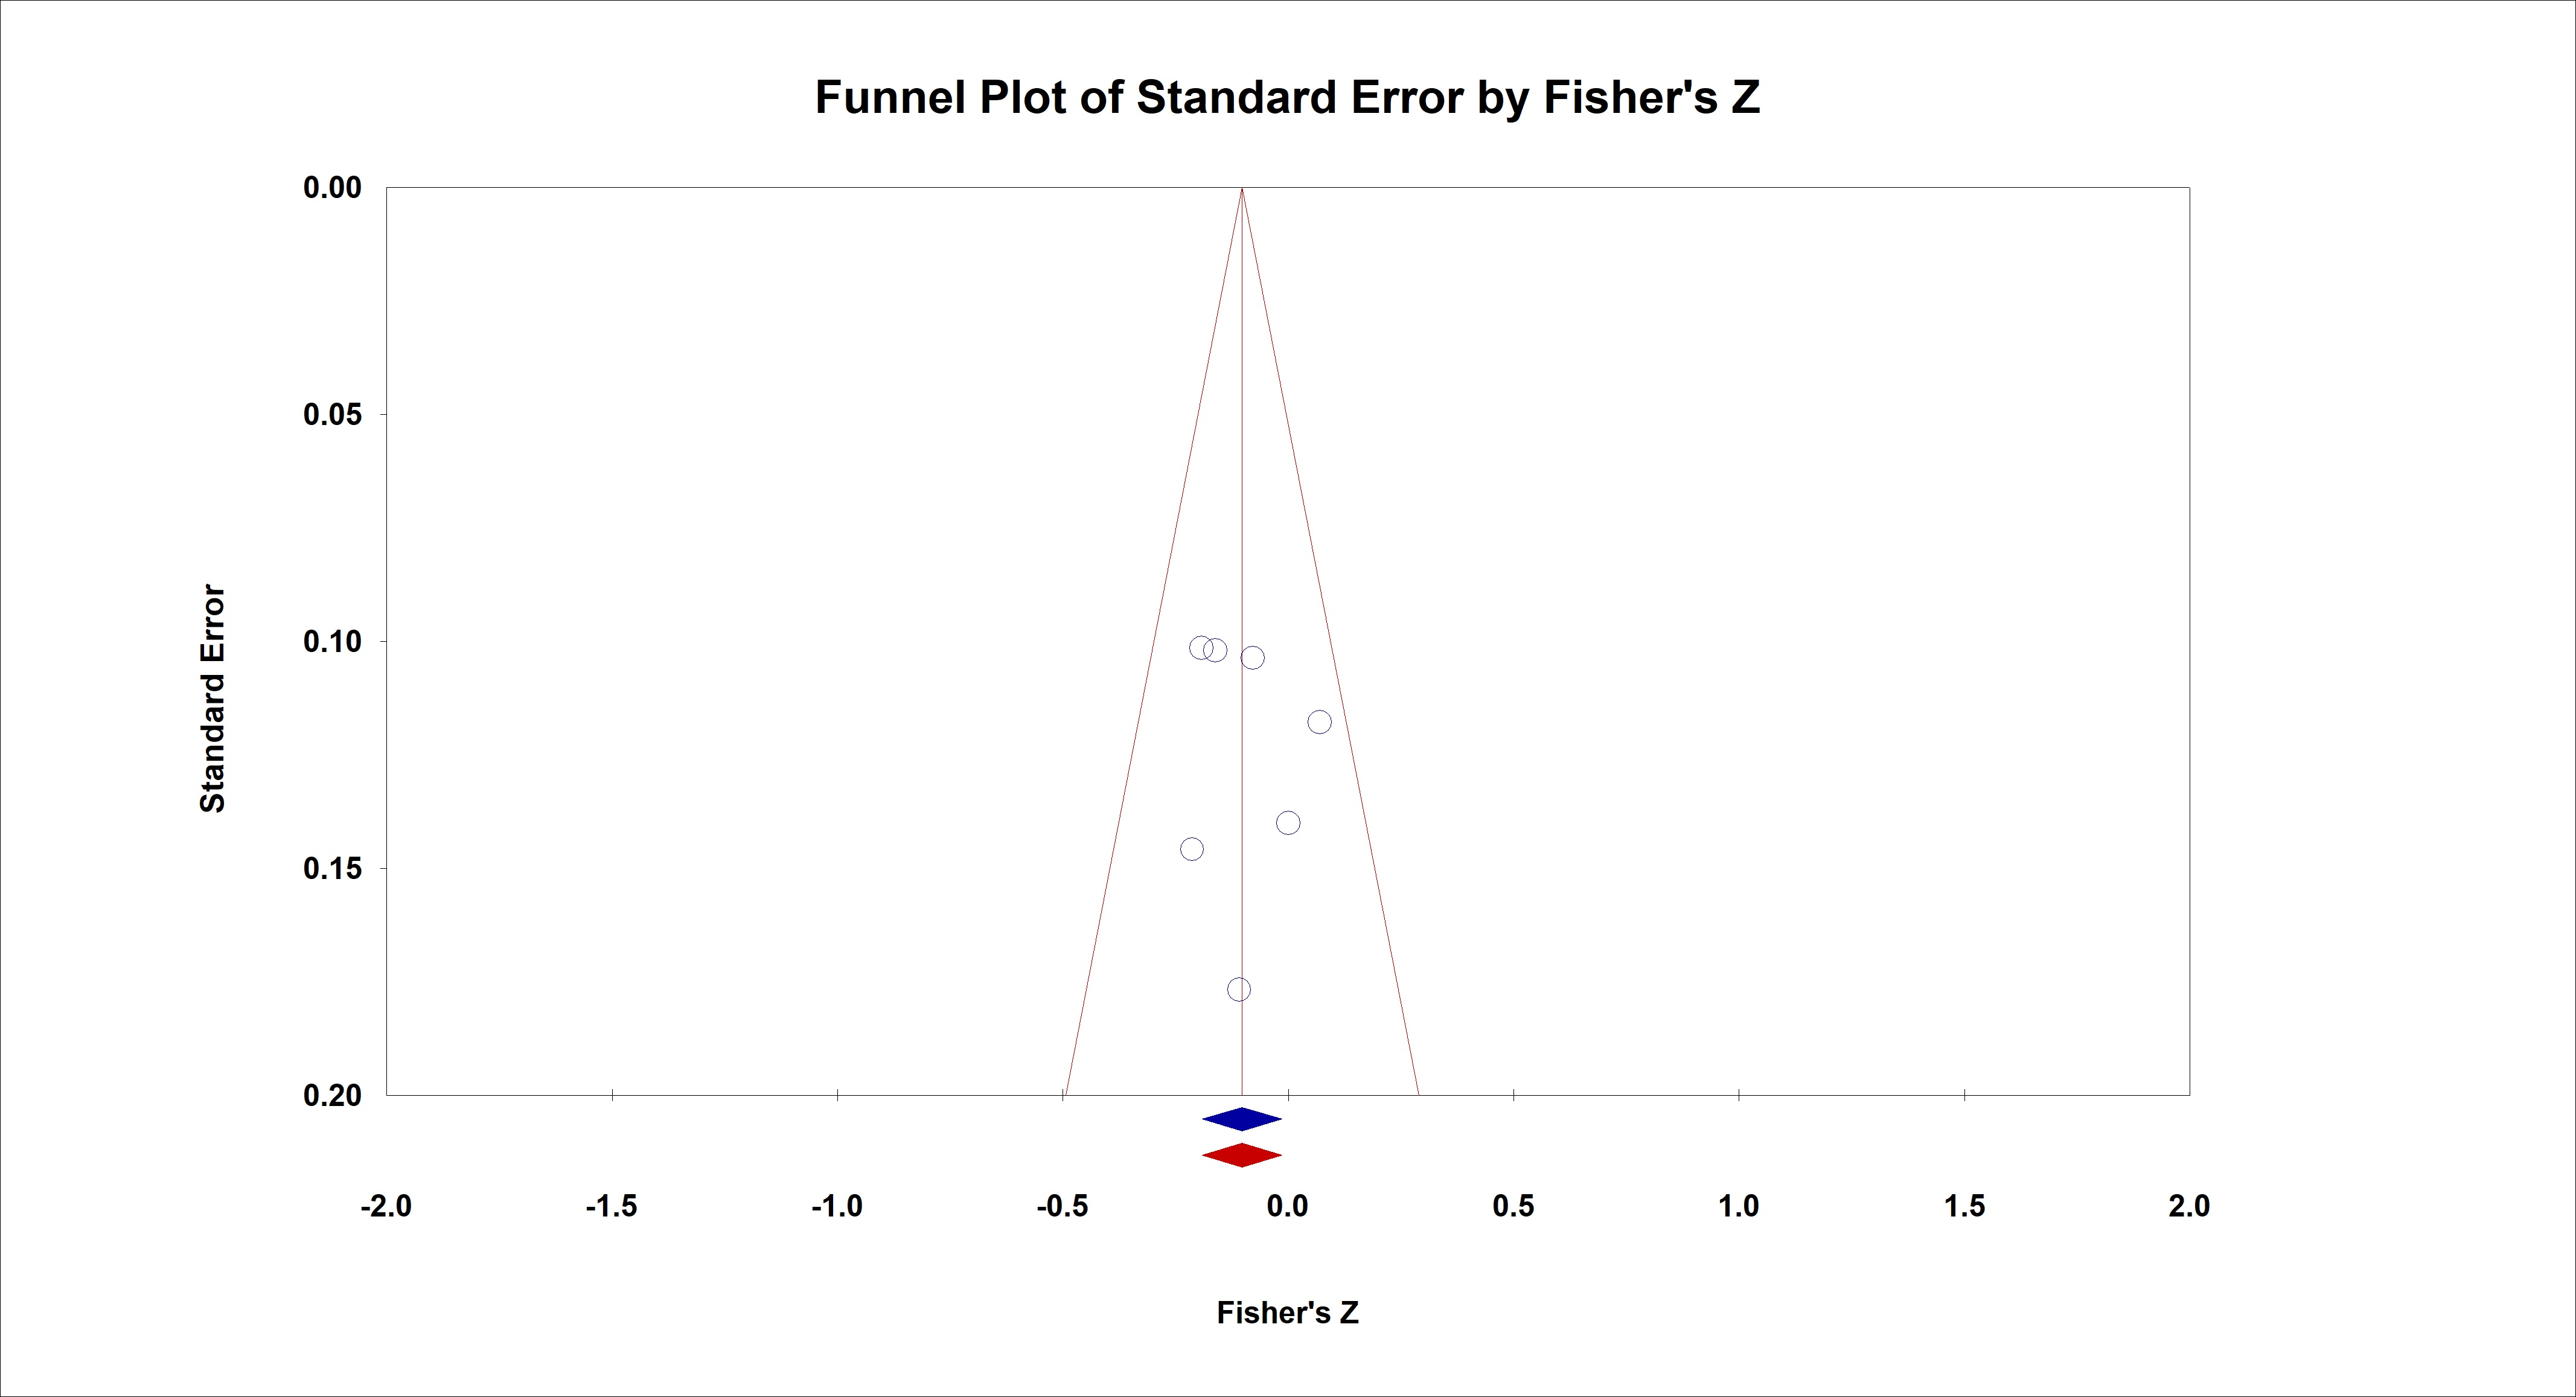 Funnel Plot of Standard Error by Fisher's Z
0.00
0.05
0.10
0.15
0.20
Standard Error
-2.0 -1.5 -1.0 -0.5 0.0 0.5 1.0 1.5 2.0
Fisher's Z